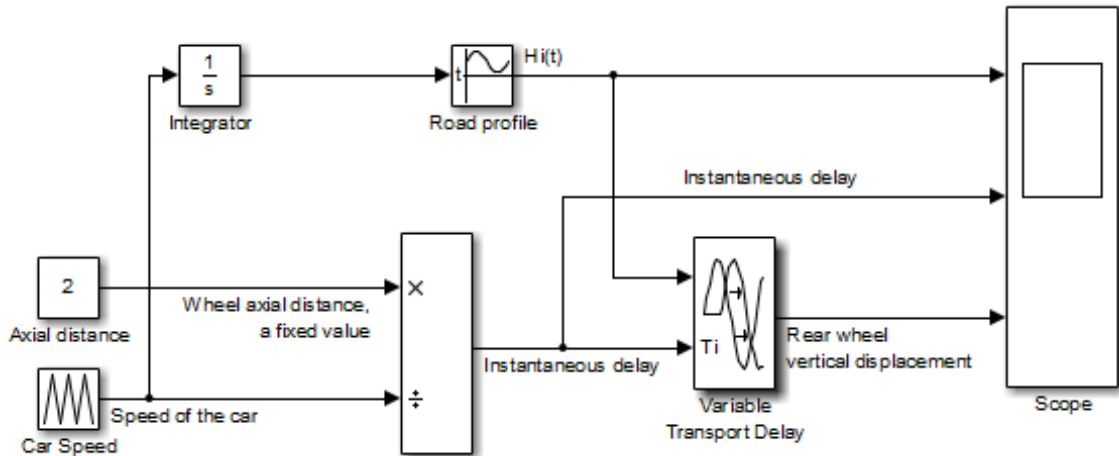 Hi(t)
1
s
t
Integrator
Road profile
Instantaneous delay
2
×
Wheel axial distance,
a fixed value
Axial distance
Ti
Rear wheel
vertical displacement
Instantaneous delay
÷
Speed of the car
Car Speed
Variable
Transport Delay
Scope